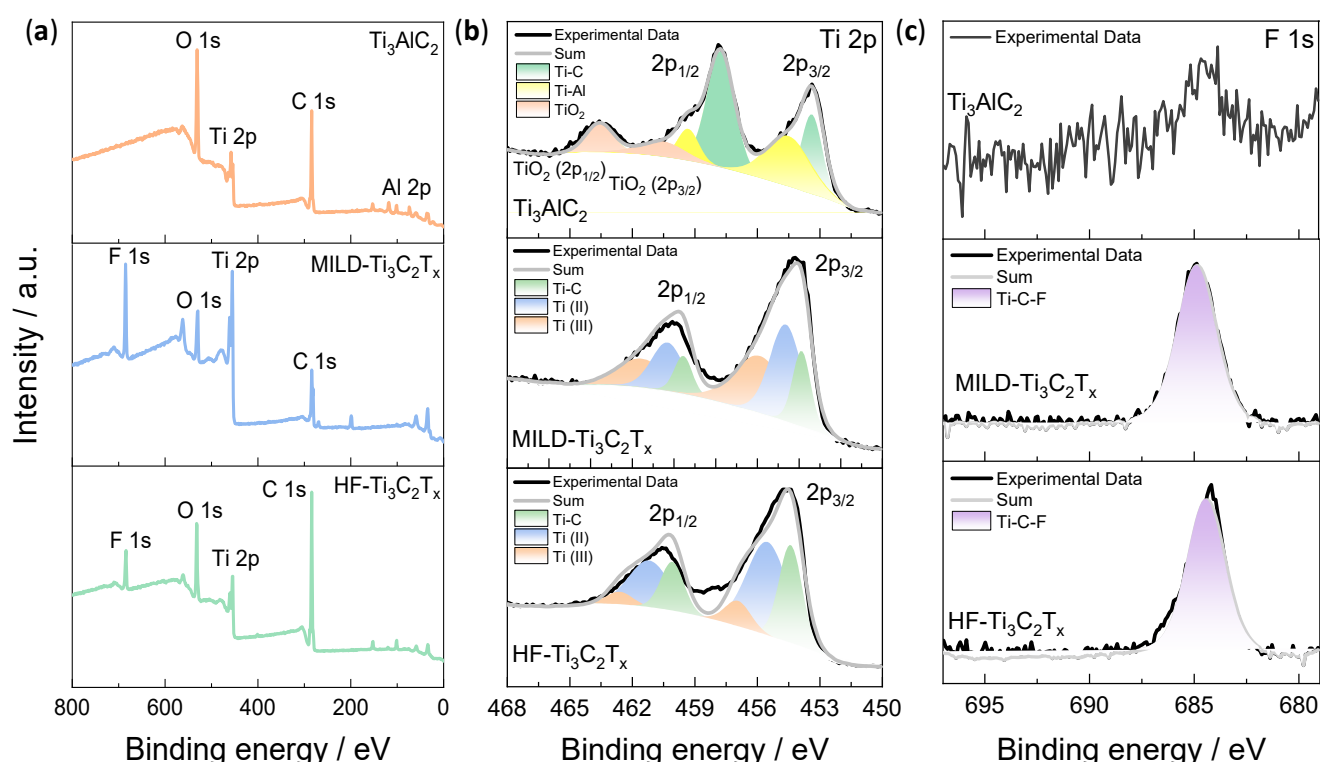 (a)
Ti₃AlC₂
O 1s
Ti 2p
C 1s
Al 2p
MILD-Ti₃C₂Tₓ
F 1s
O 1s
Ti 2p
C 1s
HF-Ti₃C₂Tₓ
F 1s
O 1s
Ti 2p
C 1s
Intensity / a.u.
800 600 400 200 0
Binding energy / eV
(b)
Ti 2p
Experimental Data
Sum
Ti-C
Ti-Al
TiO₂
2p₁/₂
2p₃/₂
TiO₂ (2p₁/₂)
TiO₂ (2p₃/₂)
Ti₃AlC₂
Experimental Data
Sum
Ti-C
Ti (II)
Ti (III)
2p₁/₂
2p₃/₂
MILD-Ti₃C₂Tₓ
Experimental Data
Sum
Ti-C
Ti (II)
Ti (III)
2p₁/₂
2p₃/₂
HF-Ti₃C₂Tₓ
468 465 462 459 456 453 450
Binding energy / eV
(c)
Experimental Data
F 1s
Ti₃AlC₂
Experimental Data
Sum
Ti-C-F
MILD-Ti₃C₂Tₓ
Experimental Data
Sum
Ti-C-F
HF-Ti₃C₂Tₓ
695 690 685 680
Binding energy / eV